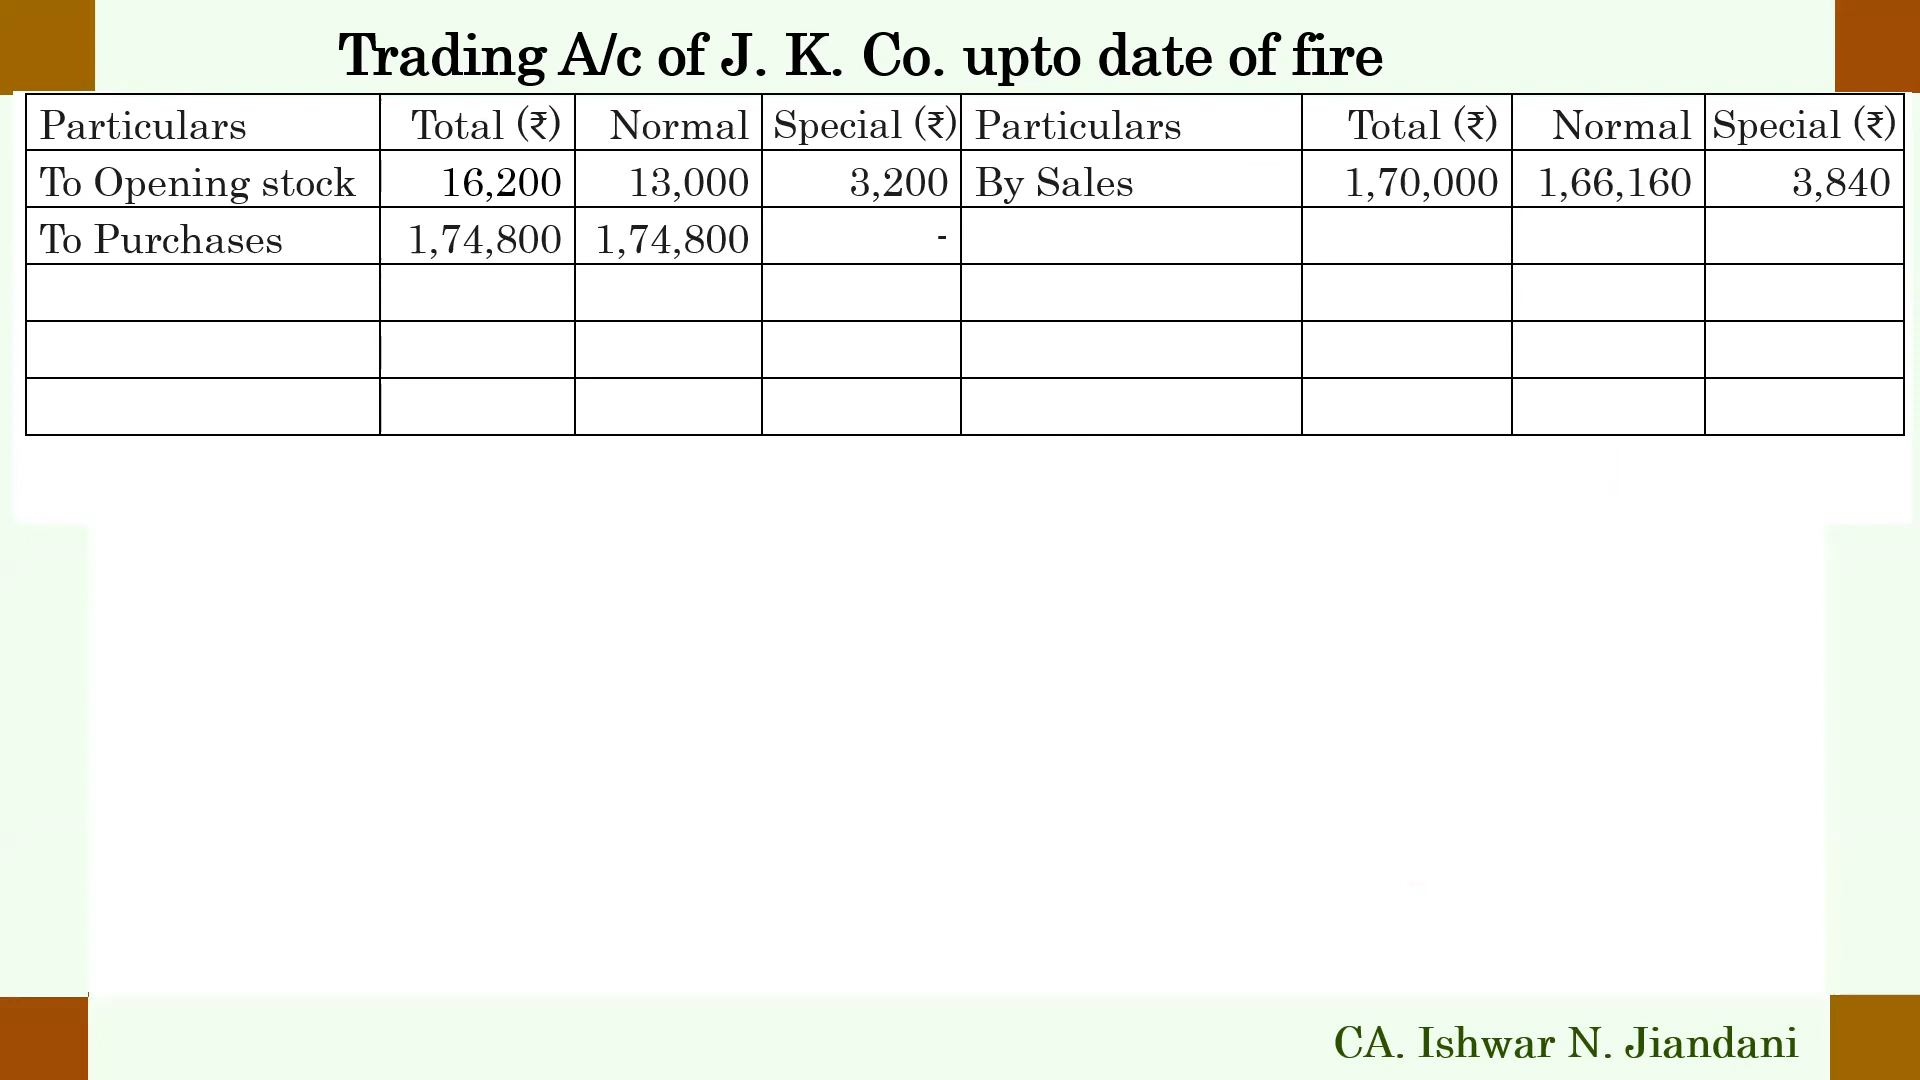 Trading A/c of J. K. Co. upto date of fire
Particulars Total (₹) Normal Special (₹) Particulars Total (₹) Normal Special (₹)
To Opening stock 16,200 13,000 3,200 By Sales 1,70,000 1,66,160 3,840
To Purchases 1,74,800 1,74,800 -
CA. Ishwar N. Jiandani